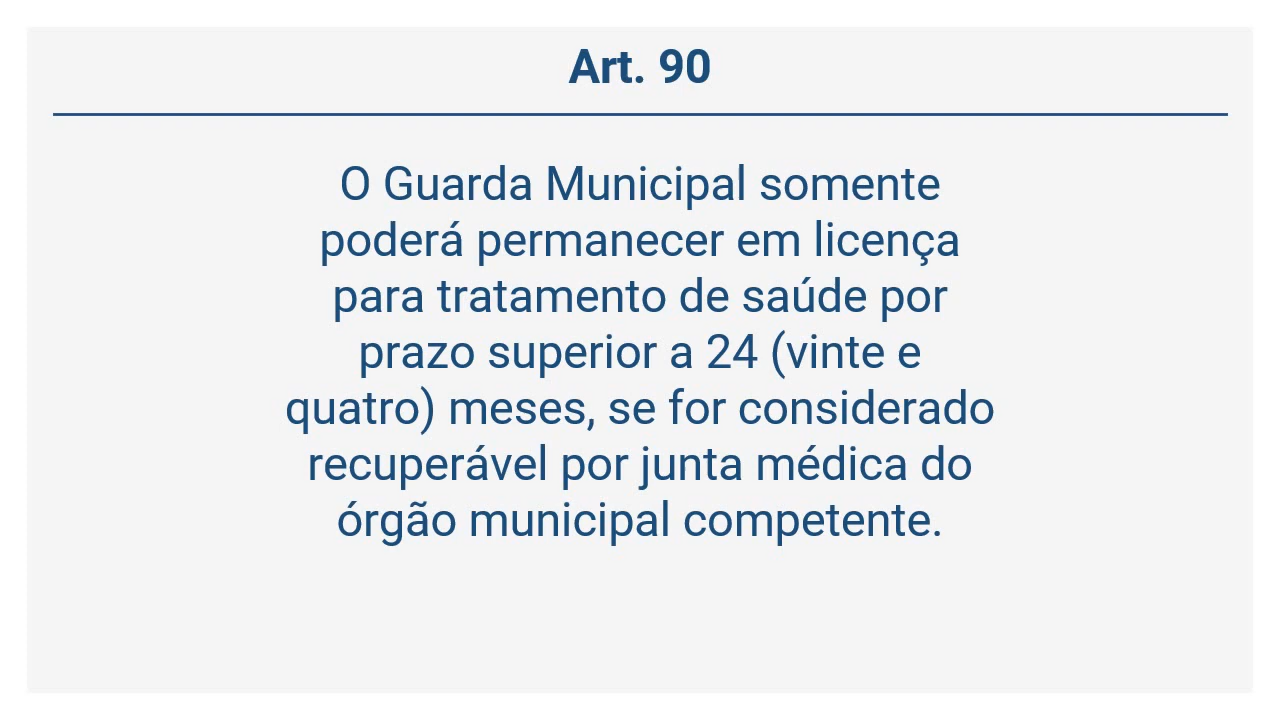 Art. 90
O Guarda Municipal somente
poderá permanecer em licença
para tratamento de saúde por
prazo superior a 24 (vinte e
quatro) meses, se for considerado
recuperável por junta médica do
órgão municipal competente.